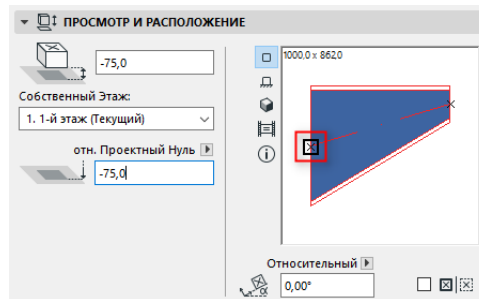 ПРОСМОТР И РАСПОЛОЖЕНИЕ
-75,0
Собственный Этаж:
1. 1-й этаж (Текущий)
отн. Проектный Нуль
-75,0
1000,0 x 862,0
Относительный
α
0,00°